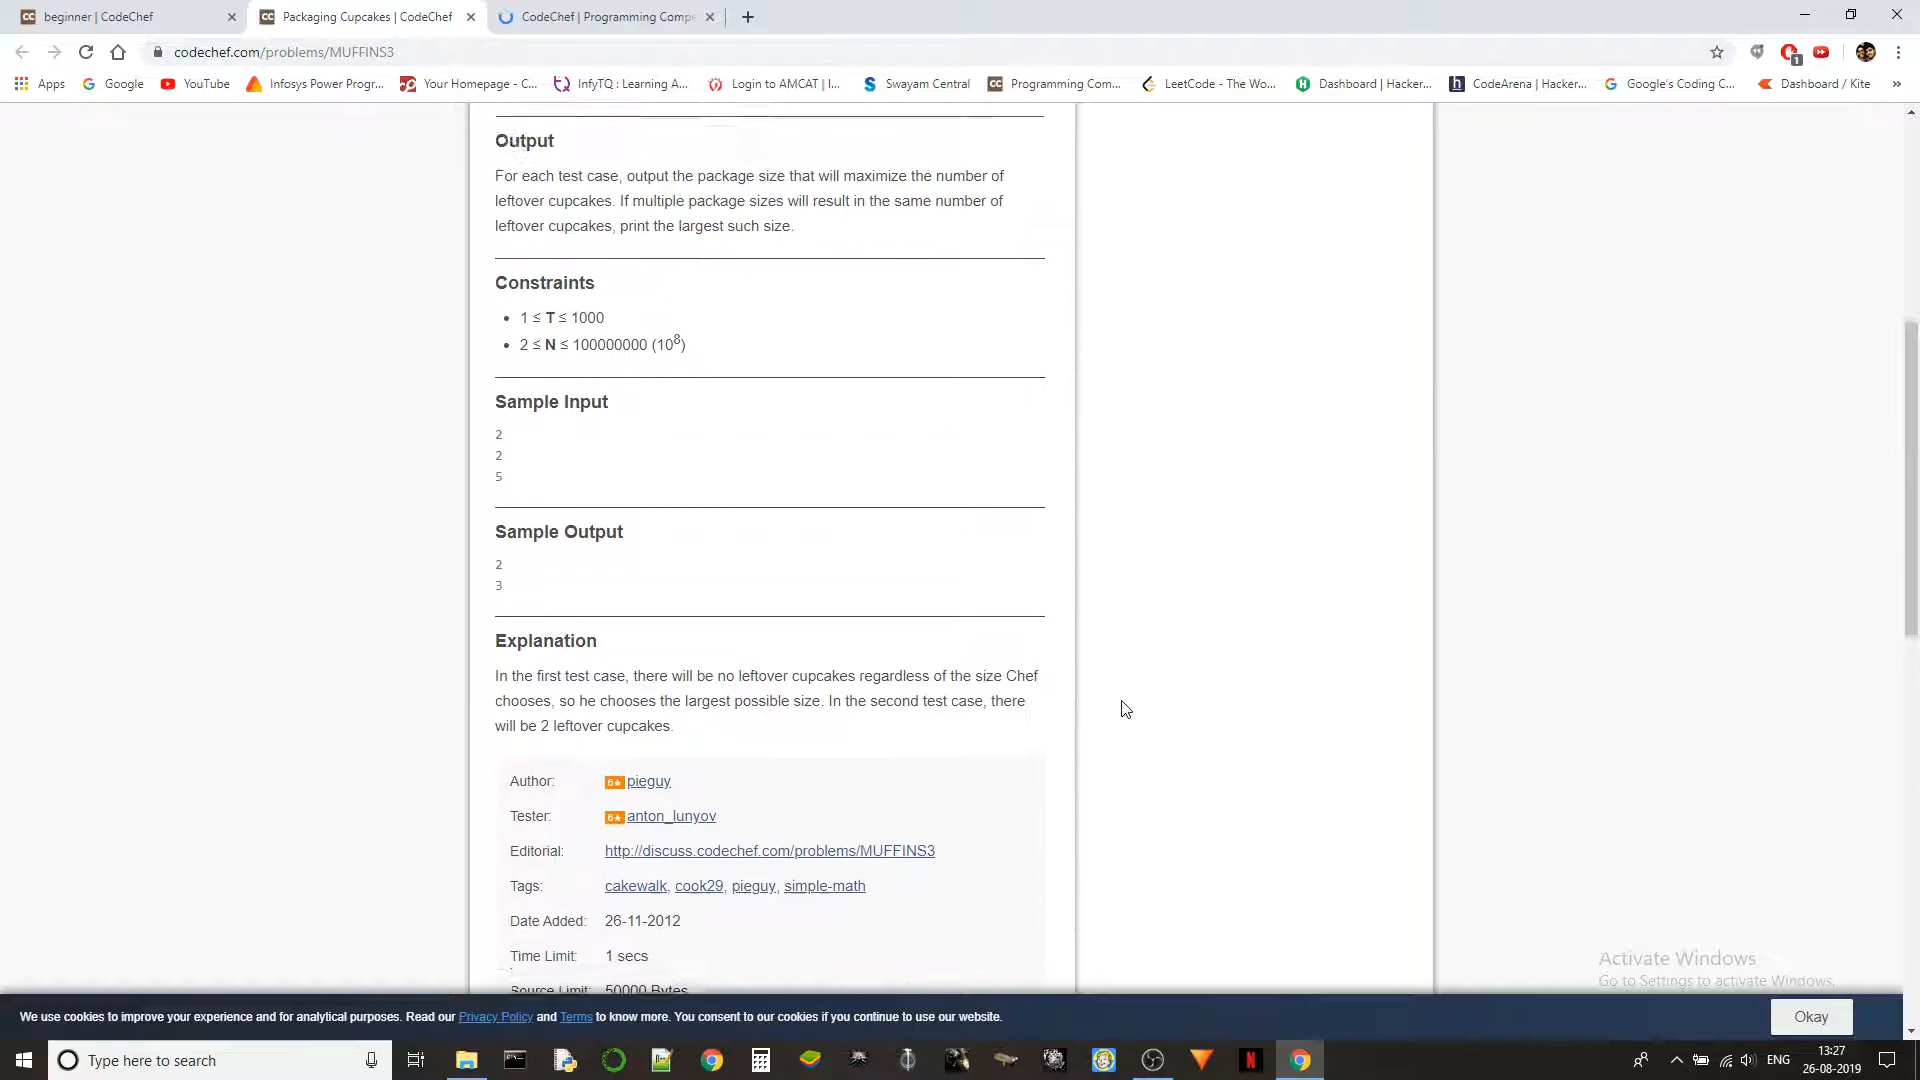 beginner | CodeChef
Packaging Cupcakes | CodeChef
CodeChef | Programming Compe
codechef.com/problems/MUFFINS3
Apps
Google
YouTube
Infosys Power Progr...
Your Homepage - C...
InfyTQ : Learning A...
Login to AMCAT | I...
Swayam Central
Programming Com...
LeetCode - The Wo...
Dashboard | Hacker...
CodeArena | Hacker...
Google's Coding C...
Dashboard / Kite
»
Output
For each test case, output the package size that will maximize the number of
leftover cupcakes. If multiple package sizes will result in the same number of
leftover cupcakes, print the largest such size.
Constraints
• 1 ≤ T ≤ 1000
• 2 ≤ N ≤ 100000000 (10⁸)
Sample Input
2
2
5
Sample Output
2
3
Explanation
In the first test case, there will be no leftover cupcakes regardless of the size Chef
chooses, so he chooses the largest possible size. In the second test case, there
will be 2 leftover cupcakes.
Author: 6★ pieguy
Tester: 6★ anton_lunyov
Editorial: http://discuss.codechef.com/problems/MUFFINS3
Tags: cakewalk, cook29, pieguy, simple-math
Date Added: 26-11-2012
Time Limit: 1 secs
Source Limit: 50000 Bytes
Activate Windows
Go to Settings to activate Windows.
We use cookies to improve your experience and for analytical purposes. Read our Privacy Policy and Terms to know more. You consent to our cookies if you continue to use our website.
Okay
Type here to search
ENG
13:27
26-08-2019